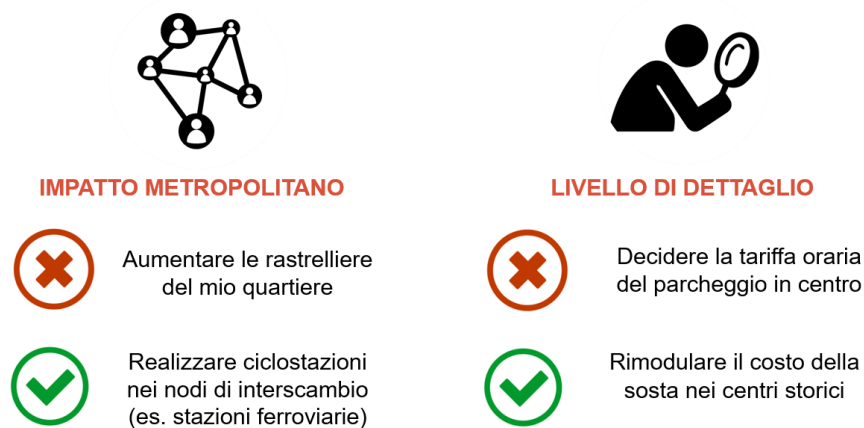 IMPATTO METROPOLITANO
Aumentare le rastrelliere
del mio quartiere
Realizzare ciclostazioni
nei nodi di interscambio
(es. stazioni ferroviarie)
LIVELLO DI DETTAGLIO
Decidere la tariffa oraria
del parcheggio in centro
Rimodulare il costo della
sosta nei centri storici